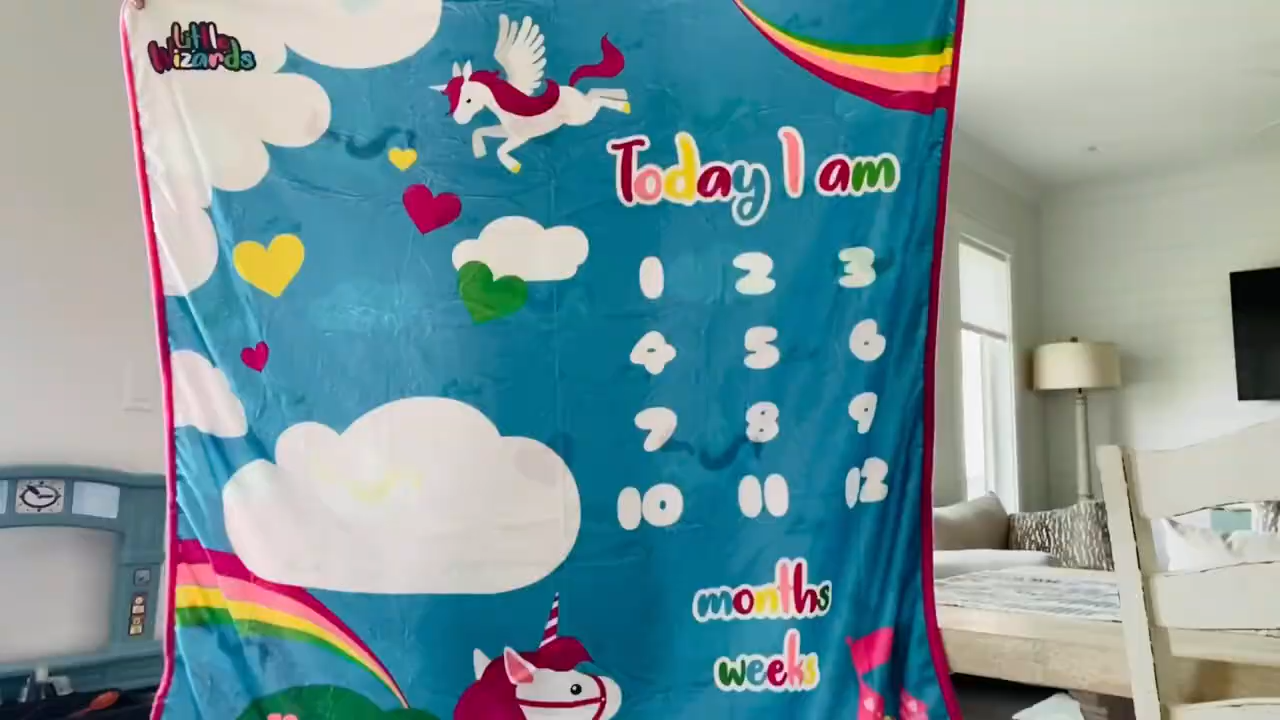 Little
Wizards
Today I am
1 2 3
4 5 6
7 8 9
10 11 12
months
weeks